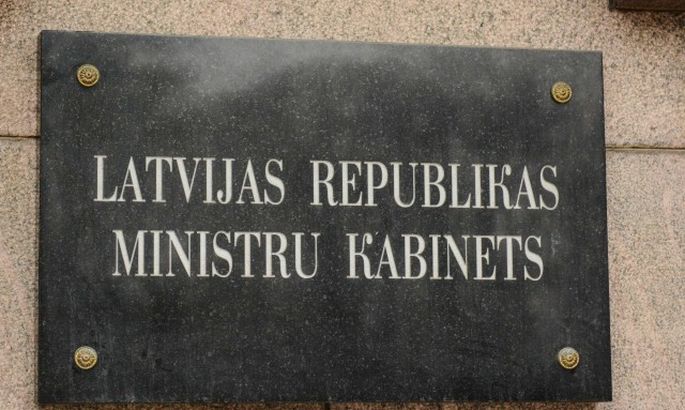 LATVIJAS REPUBLIKAS
MINISTRU KABINETS